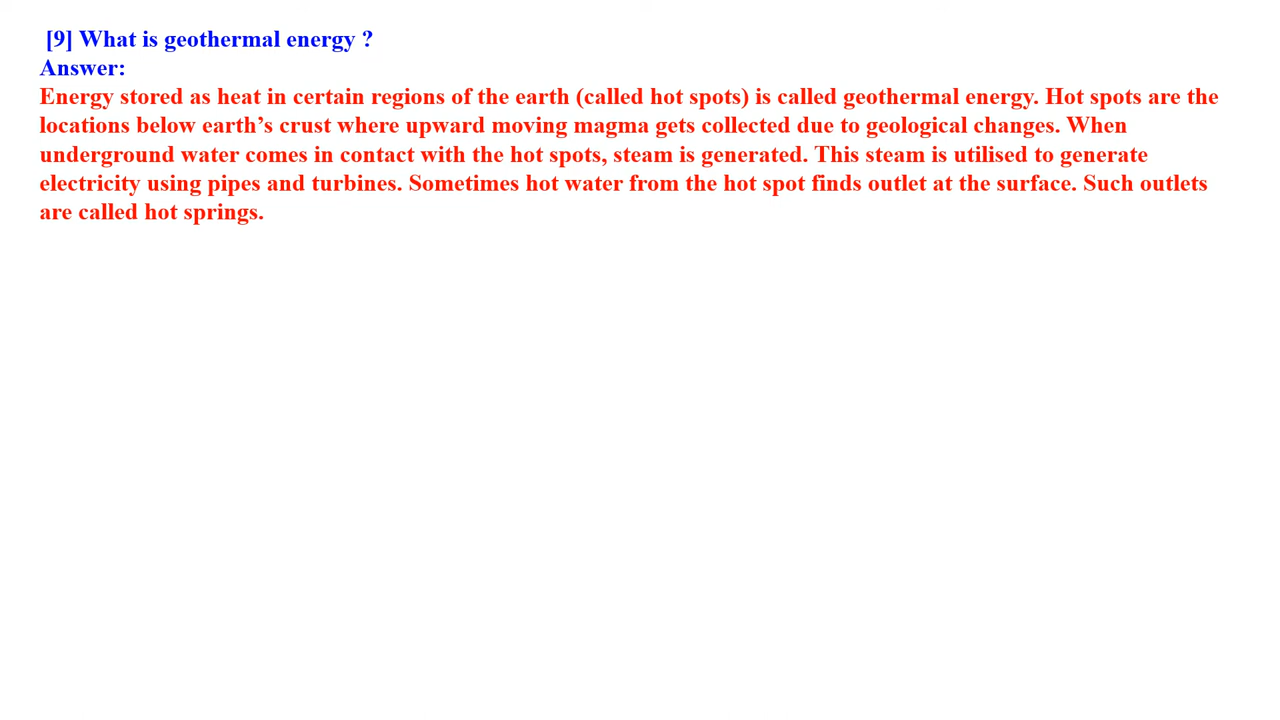 [9] What is geothermal energy ?
Answer:
Energy stored as heat in certain regions of the earth (called hot spots) is called geothermal energy. Hot spots are the
locations below earth’s crust where upward moving magma gets collected due to geological changes. When
underground water comes in contact with the hot spots, steam is generated. This steam is utilised to generate
electricity using pipes and turbines. Sometimes hot water from the hot spot finds outlet at the surface. Such outlets
are called hot springs.